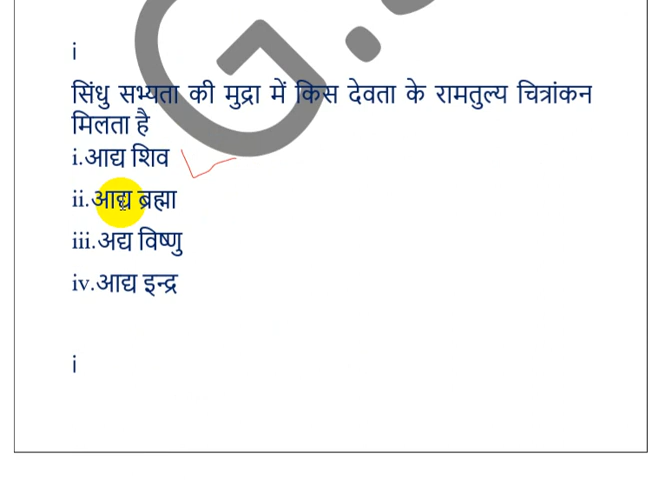 i
सिंधु सभ्यता की मुद्रा में किस देवता के रामतुल्य चित्रांकन
मिलता है
i.आद्य शिव
ii.आद्य ब्रह्मा
iii.अद्य विष्णु
iv.आद्य इन्द्र
i